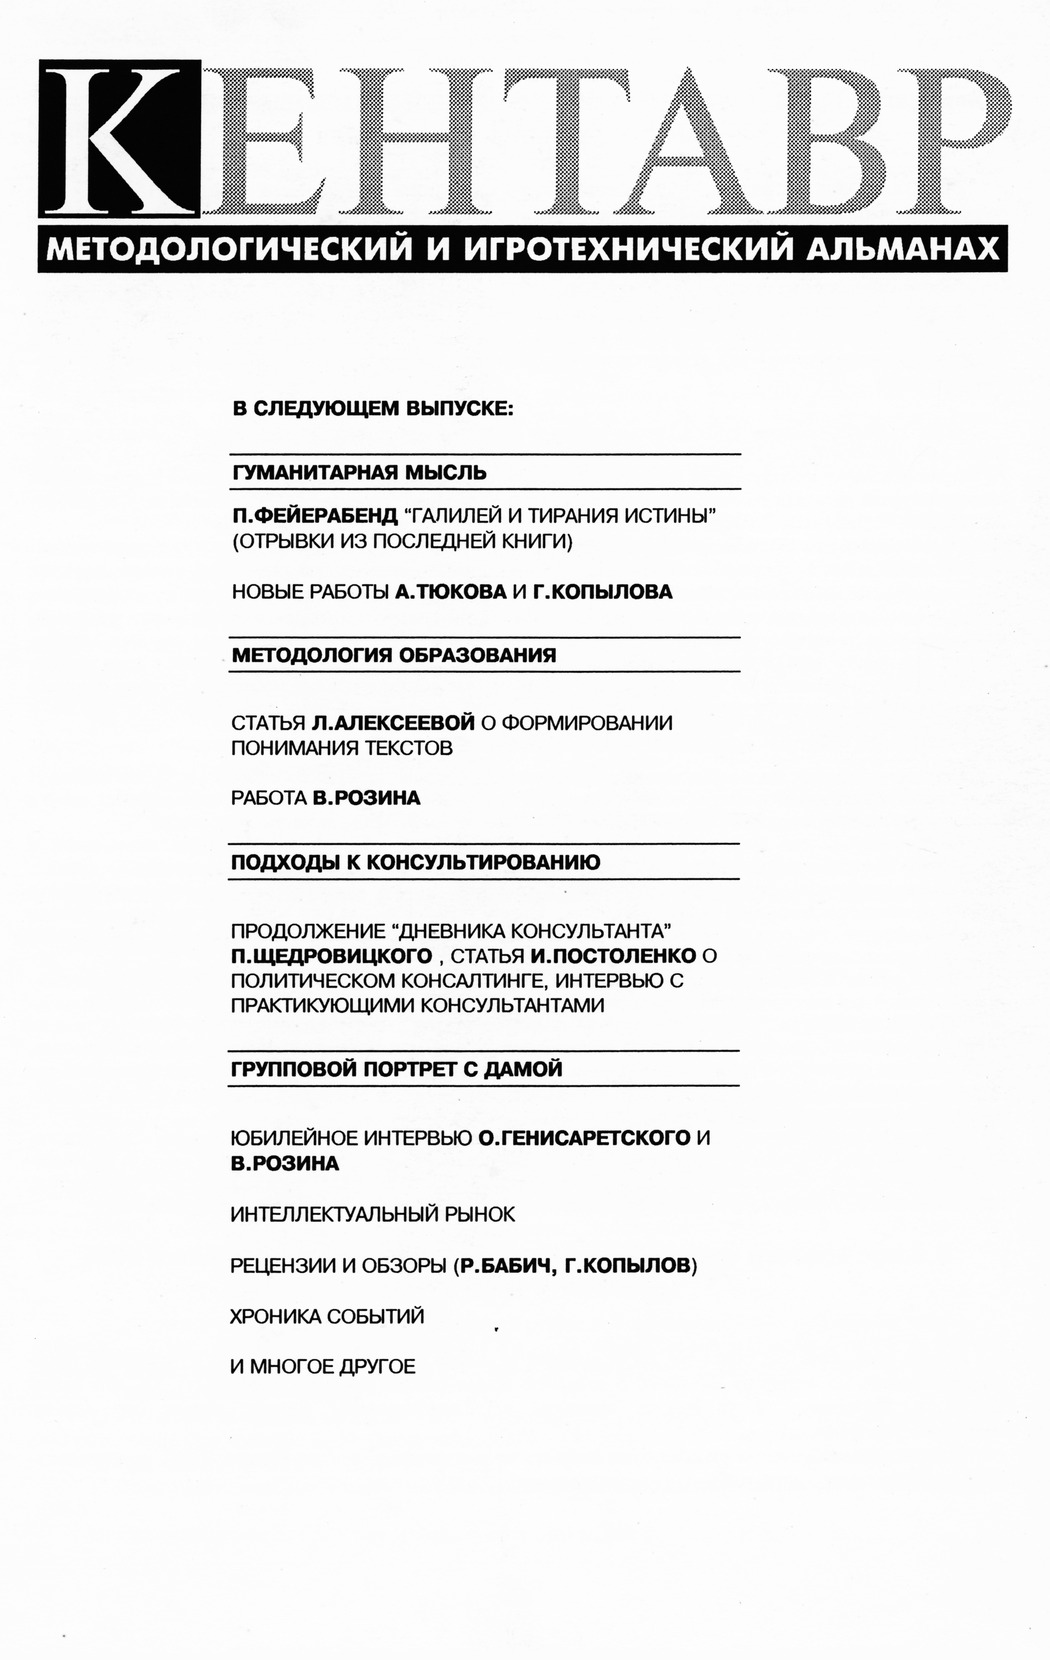 КЕНТАВР
МЕТОДОЛОГИЧЕСКИЙ И ИГРОТЕХНИЧЕСКИЙ АЛЬМАНАХ
В СЛЕДУЮЩЕМ ВЫПУСКЕ:
ГУМАНИТАРНАЯ МЫСЛЬ
П.ФЕЙЕРАБЕНД “ГАЛИЛЕЙ И ТИРАНИЯ ИСТИНЫ”
(ОТРЫВКИ ИЗ ПОСЛЕДНЕЙ КНИГИ)
НОВЫЕ РАБОТЫ А.ТЮКОВА И Г.КОПЫЛОВА
МЕТОДОЛОГИЯ ОБРАЗОВАНИЯ
СТАТЬЯ Л.АЛЕКСЕЕВОЙ О ФОРМИРОВАНИИ
ПОНИМАНИЯ ТЕКСТОВ
РАБОТА В.РОЗИНА
ПОДХОДЫ К КОНСУЛЬТИРОВАНИЮ
ПРОДОЛЖЕНИЕ “ДНЕВНИКА КОНСУЛЬТАНТА”
П.ЩЕДРОВИЦКОГО , СТАТЬЯ И.ПОСТОЛЕНКО О
ПОЛИТИЧЕСКОМ КОНСАЛТИНГЕ, ИНТЕРВЬЮ С
ПРАКТИКУЮЩИМИ КОНСУЛЬТАНТАМИ
ГРУППОВОЙ ПОРТРЕТ С ДАМОЙ
ЮБИЛЕЙНОЕ ИНТЕРВЬЮ О.ГЕНИСАРЕТСКОГО И
В.РОЗИНА
ИНТЕЛЛЕКТУАЛЬНЫЙ РЫНОК
РЕЦЕНЗИИ И ОБЗОРЫ (Р.БАБИЧ, Г.КОПЫЛОВ)
ХРОНИКА СОБЫТИЙ
И МНОГОЕ ДРУГОЕ